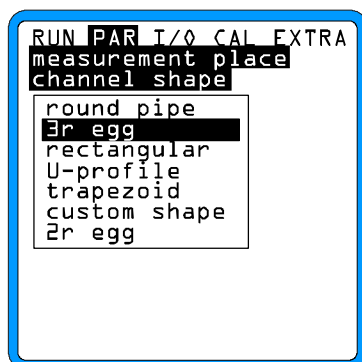 RUN PAR I/O CAL EXTRA
measurement place
channel shape
round pipe
3r egg
rectangular
U-profile
trapezoid
custom shape
2r egg